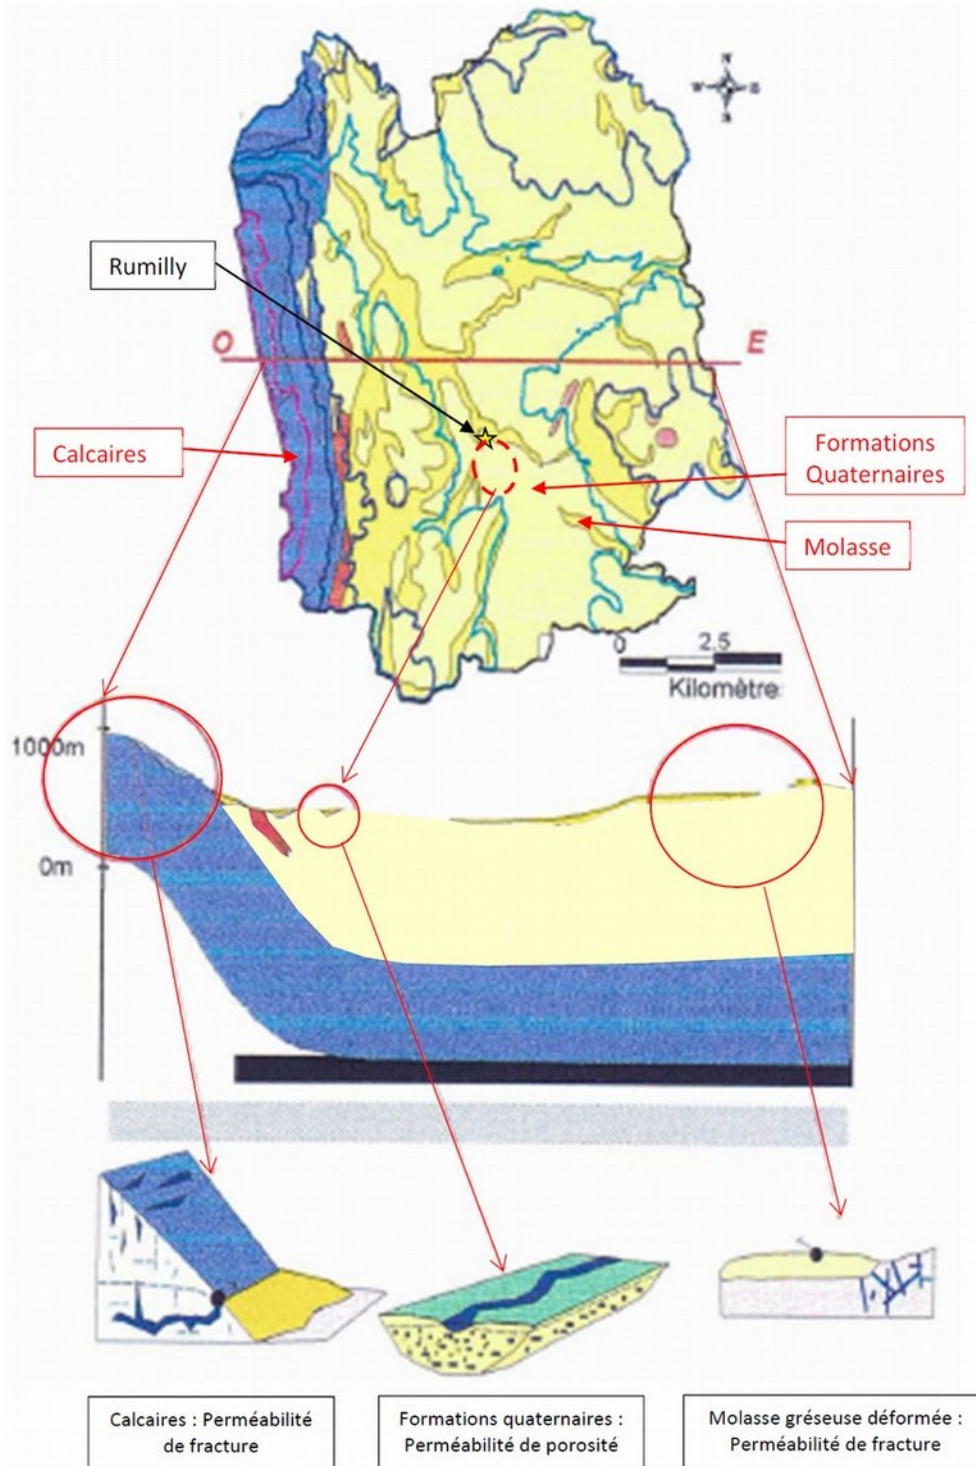 N
W
E
S
Rumilly
O
E
Calcaires
Formations
Quaternaires
Molasse
0
2.5
Kilomètre
1000m
0m
Calcaires : Perméabilité
de fracture
Formations quaternaires :
Perméabilité de porosité
Molasse gréseuse déformée :
Perméabilité de fracture